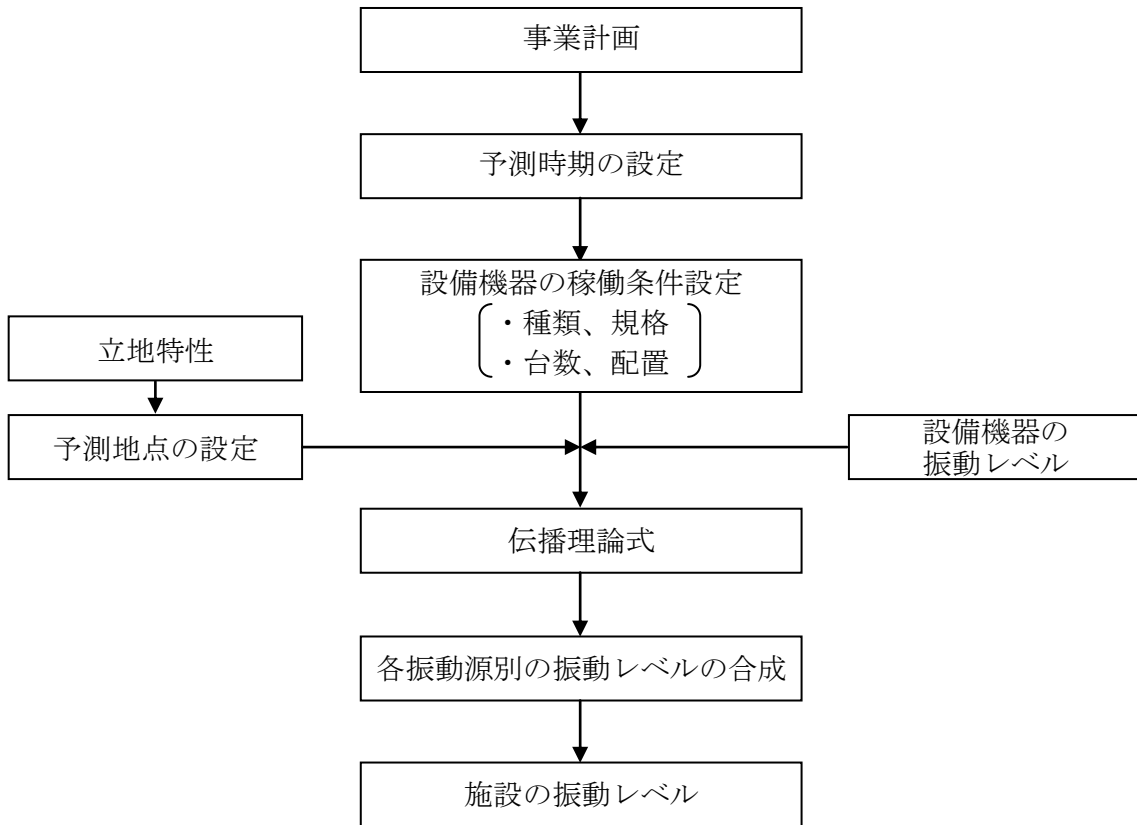 事業計画
予測時期の設定
設備機器の稼働条件設定
・種類、規格
・台数、配置
立地特性
予測地点の設定
設備機器の
振動レベル
伝播理論式
各振動源別の振動レベルの合成
施設の振動レベル